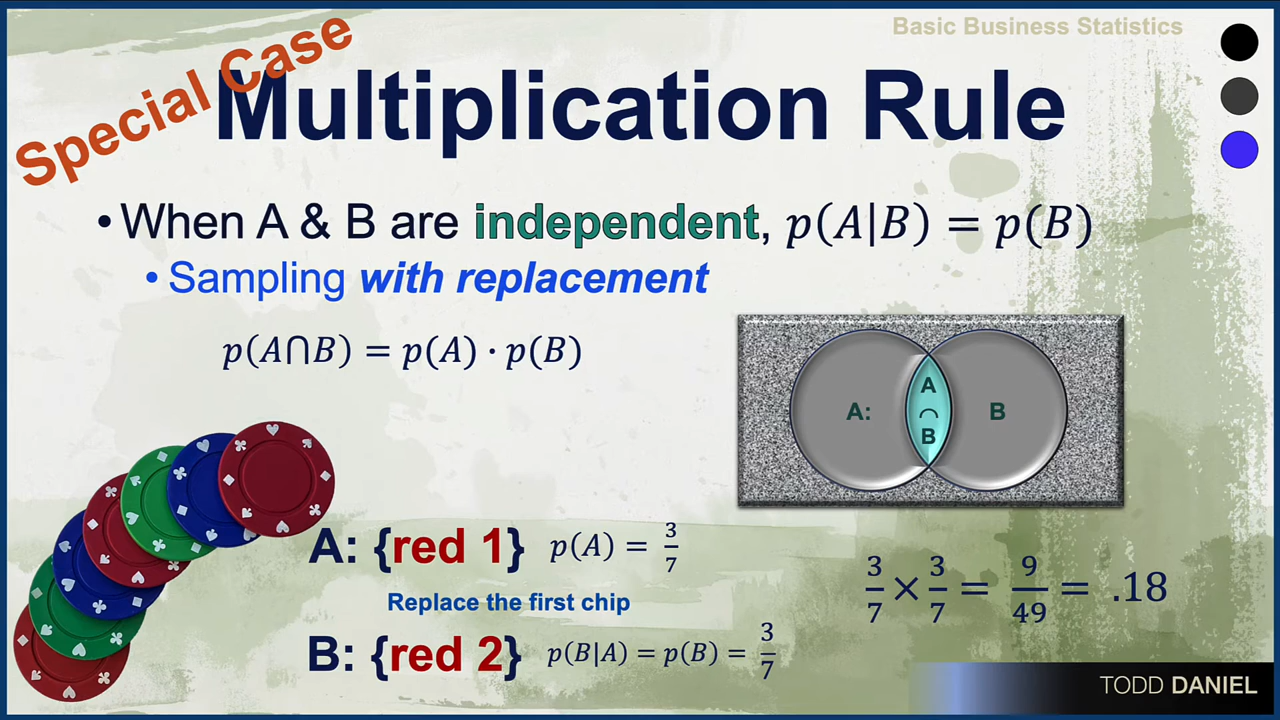 Basic Business Statistics
Special Case
Multiplication Rule
• When A & B are independent, p(A|B) = p(B)
• Sampling with replacement
p(A∩B) = p(A) · p(B)
A:
A
∩
B
B
A: {red 1} p(A) = 3/7
Replace the first chip
B: {red 2} p(B|A) = p(B) = 3/7
3/7 × 3/7 = 9/49 = .18
TODD DANIEL